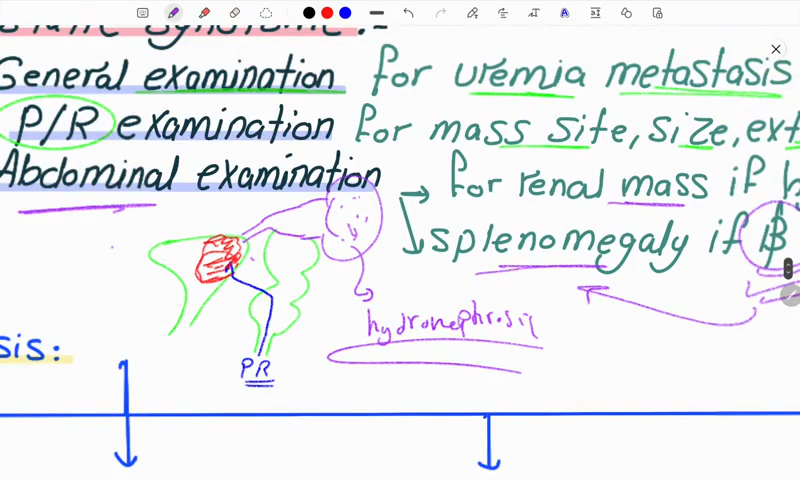 General examination for uremia metastasis
P/R examination for mass site, size, ext
Abdominal examination → for renal mass if
splenomegaly if B
hydronephrosis
PR
sis: